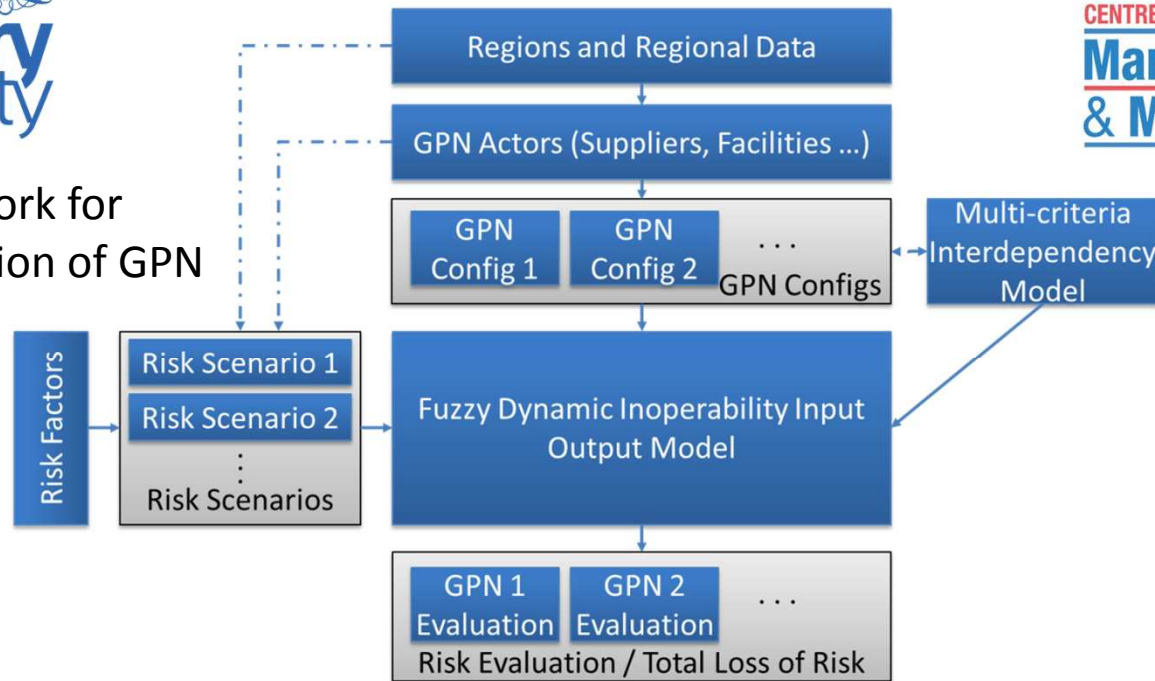 Regions and Regional Data
CENTRE
& M
GPN Actors (Suppliers, Facilities ...)
ork for
ion of GPN
GPN
Config 1
GPN
Config 2
. . .
GPN Configs
Multi-criteria
Interdependency
Model
Risk Factors
Risk Scenario 1
Risk Scenario 2
Risk Scenarios
Fuzzy Dynamic Inoperability Input
Output Model
GPN 1
Evaluation
GPN 2
Evaluation
. . .
Risk Evaluation / Total Loss of Risk